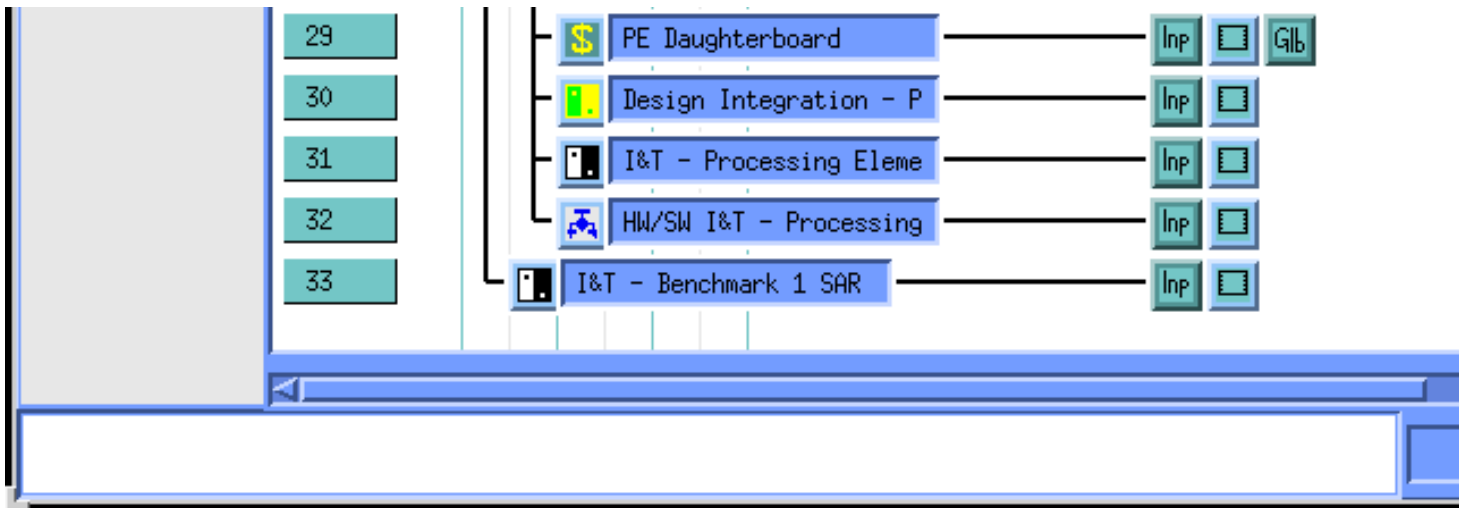 29 $ PE Daughterboard Inp Glb
30 Design Integration - P Inp
31 I&T - Processing Eleme Inp
32 HW/SW I&T - Processing Inp
33 I&T - Benchmark 1 SAR Inp